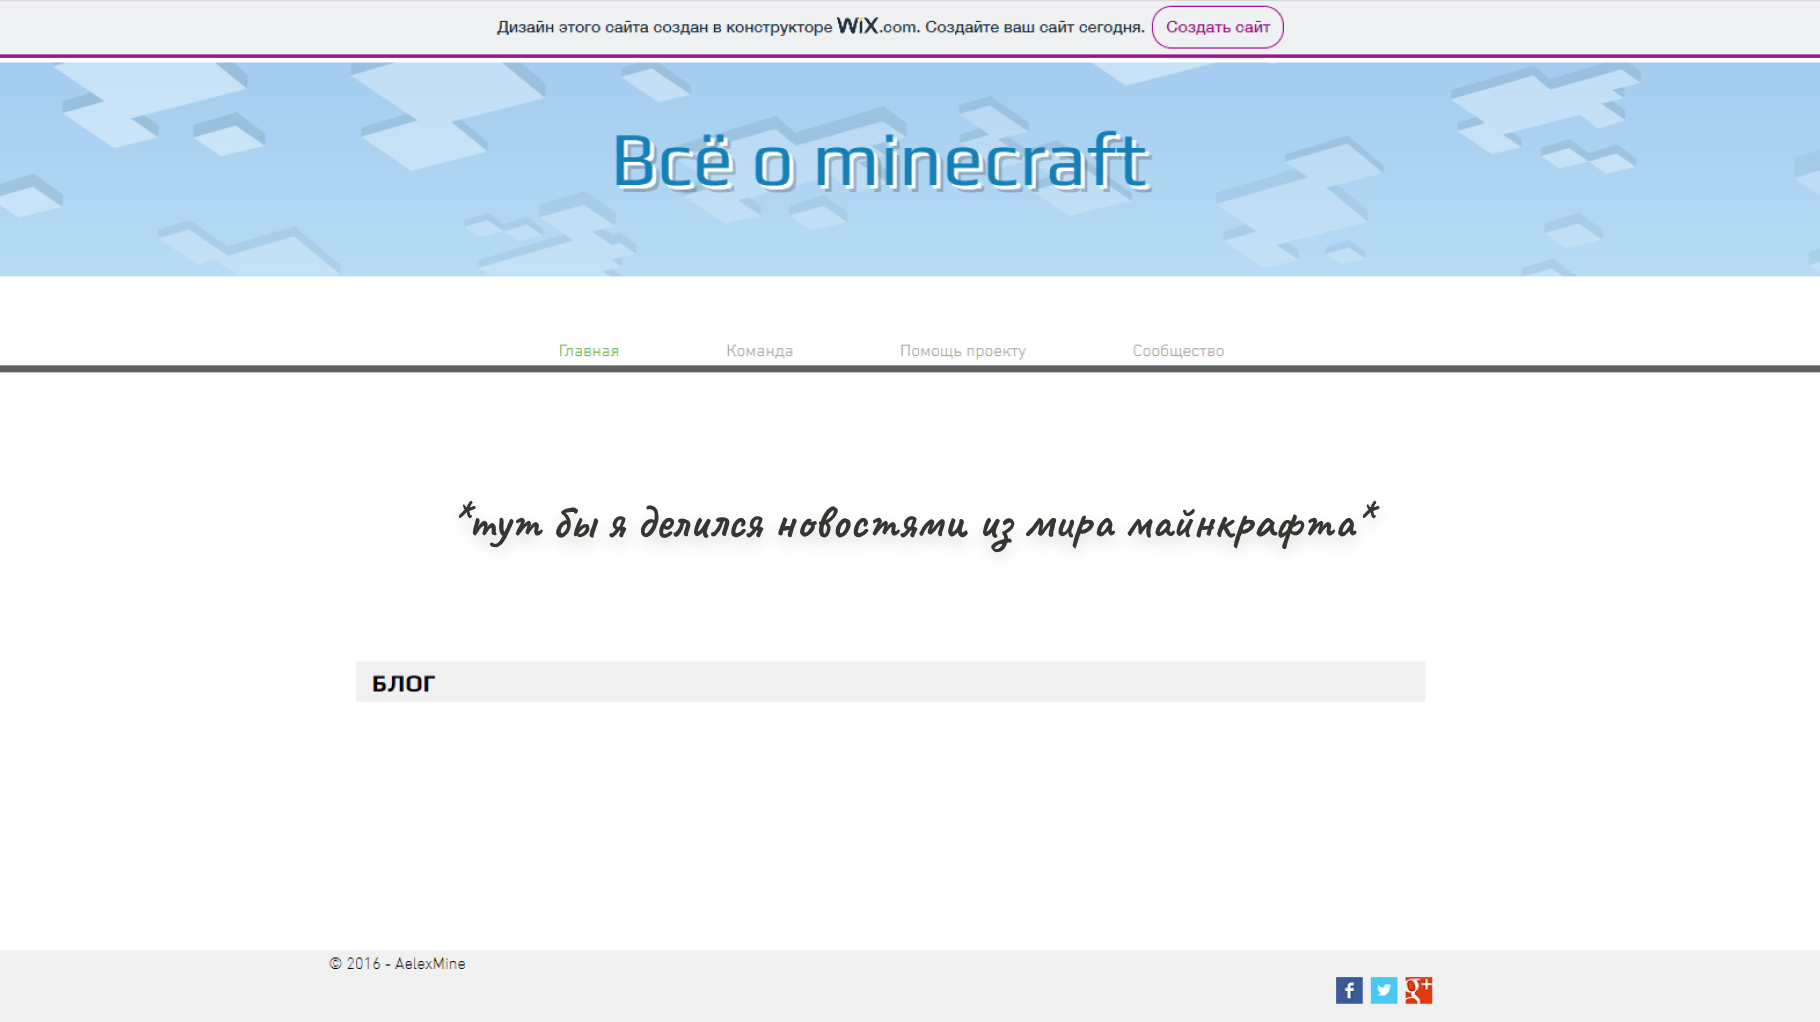 Дизайн этого сайта создан в конструкторе WiX.com. Создайте ваш сайт сегодня. Создать сайт
Всё о minecraft
Главная Команда Помощь проекту Сообщество
*тут бы я делился новостями из мира майнкрафта*
БЛОГ
© 2016 - AelexMine
f g+